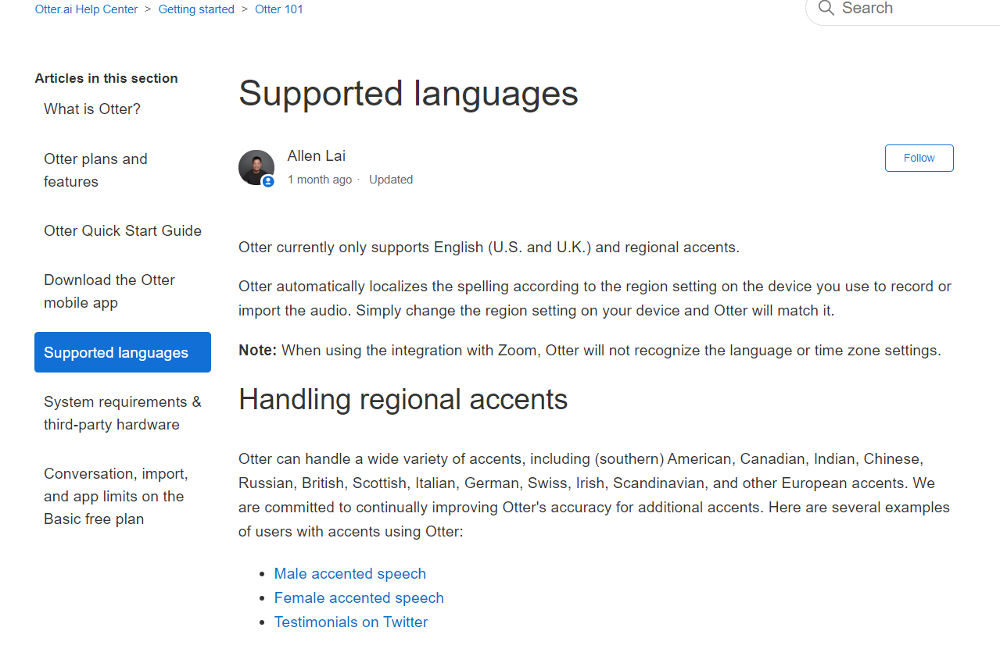 Otter.ai Help Center > Getting started > Otter 101
Search
Articles in this section
What is Otter?
Otter plans and
features
Otter Quick Start Guide
Download the Otter
mobile app
Supported languages
System requirements &
third-party hardware
Conversation, import,
and app limits on the
Basic free plan
Supported languages
Allen Lai
1 month ago · Updated
Follow
Otter currently only supports English (U.S. and U.K.) and regional accents.
Otter automatically localizes the spelling according to the region setting on the device you use to record or
import the audio. Simply change the region setting on your device and Otter will match it.
Note: When using the integration with Zoom, Otter will not recognize the language or time zone settings.
Handling regional accents
Otter can handle a wide variety of accents, including (southern) American, Canadian, Indian, Chinese,
Russian, British, Scottish, Italian, German, Swiss, Irish, Scandinavian, and other European accents. We
are committed to continually improving Otter's accuracy for additional accents. Here are several examples
of users with accents using Otter:
• Male accented speech
• Female accented speech
• Testimonials on Twitter